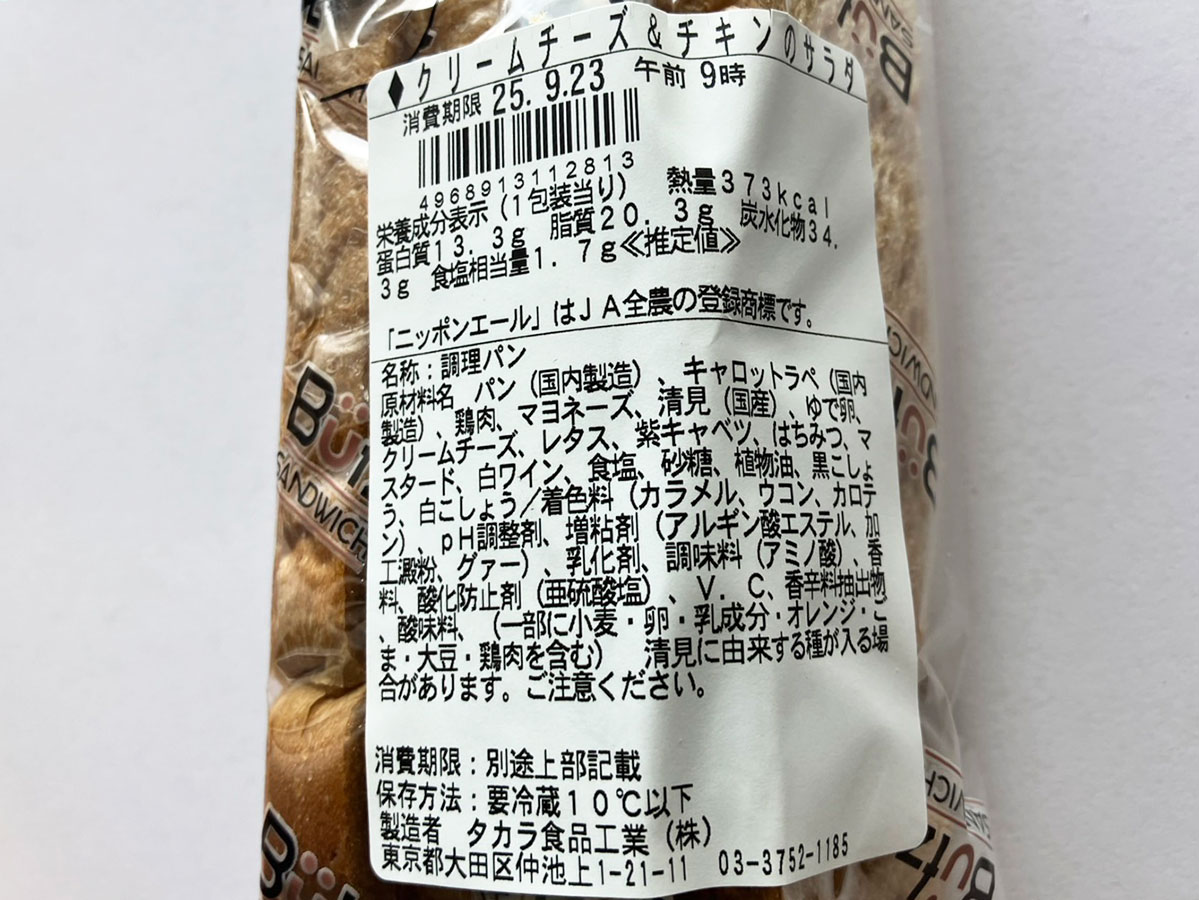 ◆クリームチーズ&チキンのサラダ
消費期限 25. 9.23 午前 9時
4968913112813
栄養成分表示（1包装当り） 熱量373kcal
蛋白質13.3g 脂質20.3g 炭水化物34.
3g 食塩相当量1.7g≪推定値≫
「ニッポンエール」はＪＡ全農の登録商標です。
名称：調理パン
原材料名 パン（国内製造）、キャロットラペ（国内
製造）、鶏肉、マヨネーズ、清見（国産）、ゆで卵、
クリームチーズ、レタス、紫キャベツ、はちみつ、マ
スタード、白ワイン、食塩、砂糖、植物油、黒こしょ
う、白こしょう／着色料（カラメル、ウコン、カロテ
ン）、pH調整剤、増粘剤（アルギン酸エステル、加
工澱粉、グァー）、乳化剤、調味料（アミノ酸）、香
料、酸化防止剤（亜硫酸塩）、V．C、香辛料抽出物
、酸味料、（一部に小麦・卵・乳成分・オレンジ・ご
ま・大豆・鶏肉を含む） 清見に由来する種が入る場
合があります。ご注意ください。
消費期限：別途上部記載
保存方法：要冷蔵10℃以下
製造者 タカラ食品工業（株）
東京都大田区仲池上1-21-11 03-3752-1185
SANDWICH